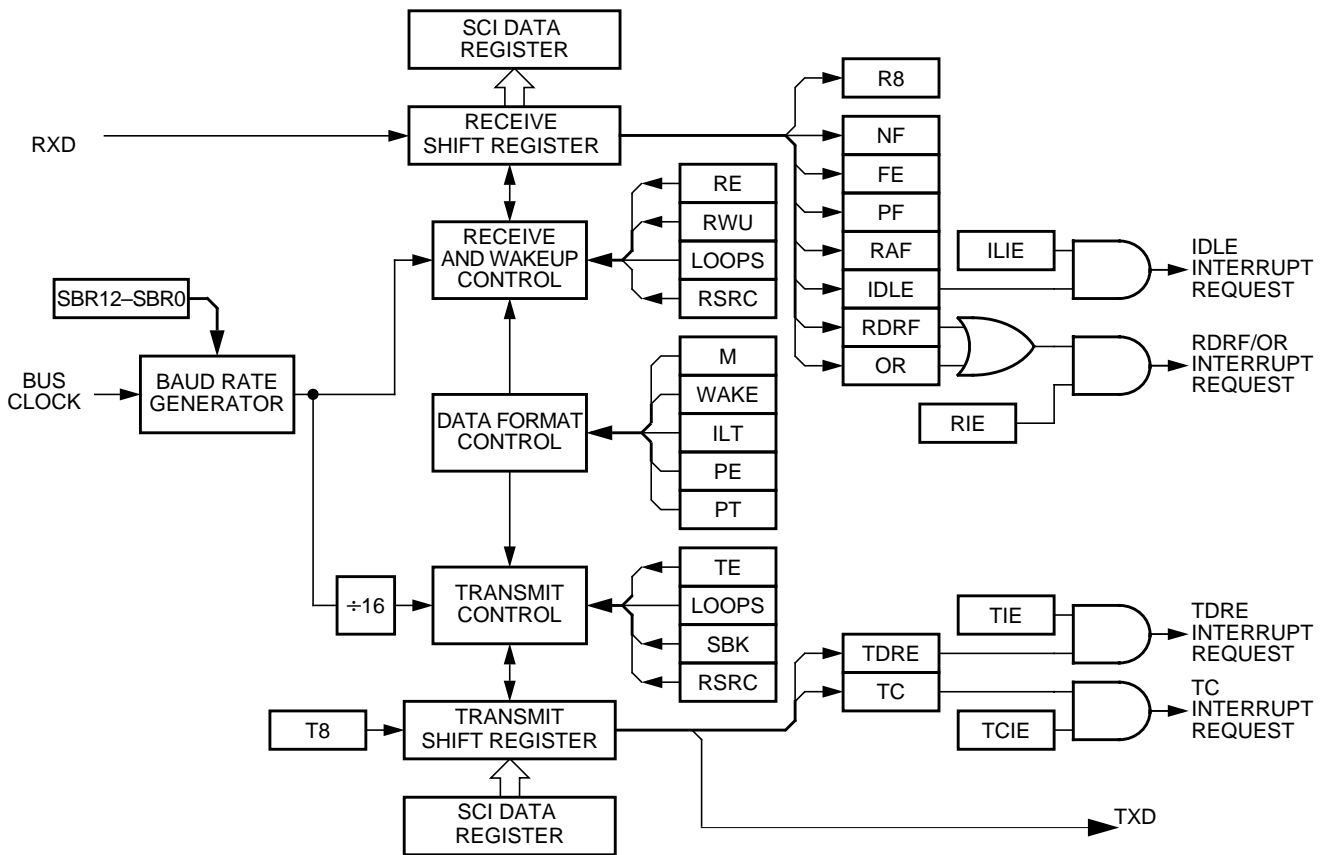 SCI DATA
REGISTER
R8
RXD
RECEIVE
SHIFT REGISTER
NF
FE
PF
RAF
IDLE
RDRF
OR
RE
RWU
LOOPS
RSRC
RECEIVE
AND WAKEUP
CONTROL
ILIE
IDLE
INTERRUPT
REQUEST
RDRF/OR
INTERRUPT
REQUEST
RIE
SBR12–SBR0
BUS
CLOCK
BAUD RATE
GENERATOR
DATA FORMAT
CONTROL
M
WAKE
ILT
PE
PT
÷16
TRANSMIT
CONTROL
TE
LOOPS
SBK
RSRC
TIE
TDRE
INTERRUPT
REQUEST
TDRE
TC
TCIE
TC
INTERRUPT
REQUEST
T8
TRANSMIT
SHIFT REGISTER
SCI DATA
REGISTER
TXD